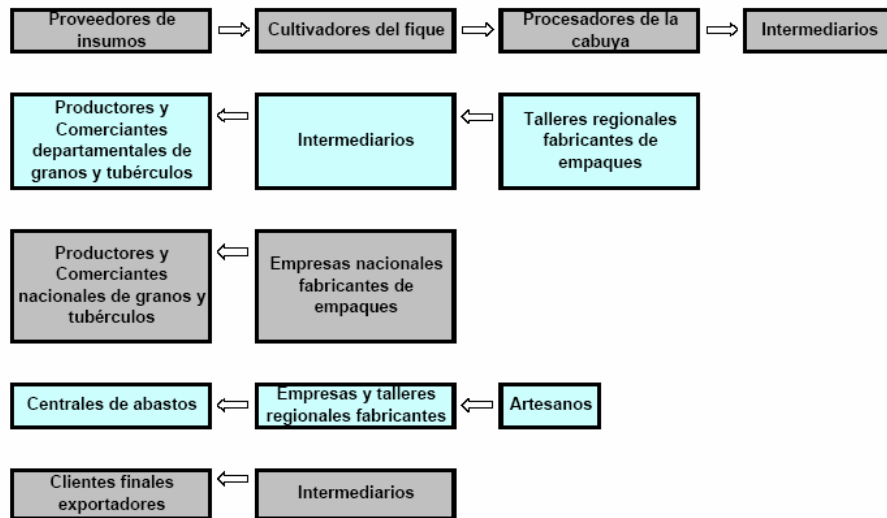 Proveedores de
insumos
Cultivadores del fique
Procesadores de la
cabuya
Intermediarios
Productores y
Comerciantes
departamentales de
granos y tubérculos
Intermediarios
Talleres regionales
fabricantes de
empaques
Productores y
Comerciantes
nacionales de granos y
tubérculos
Empresas nacionales
fabricantes de
empaques
Centrales de abastos
Empresas y talleres
regionales fabricantes
Artesanos
Clientes finales
exportadores
Intermediarios